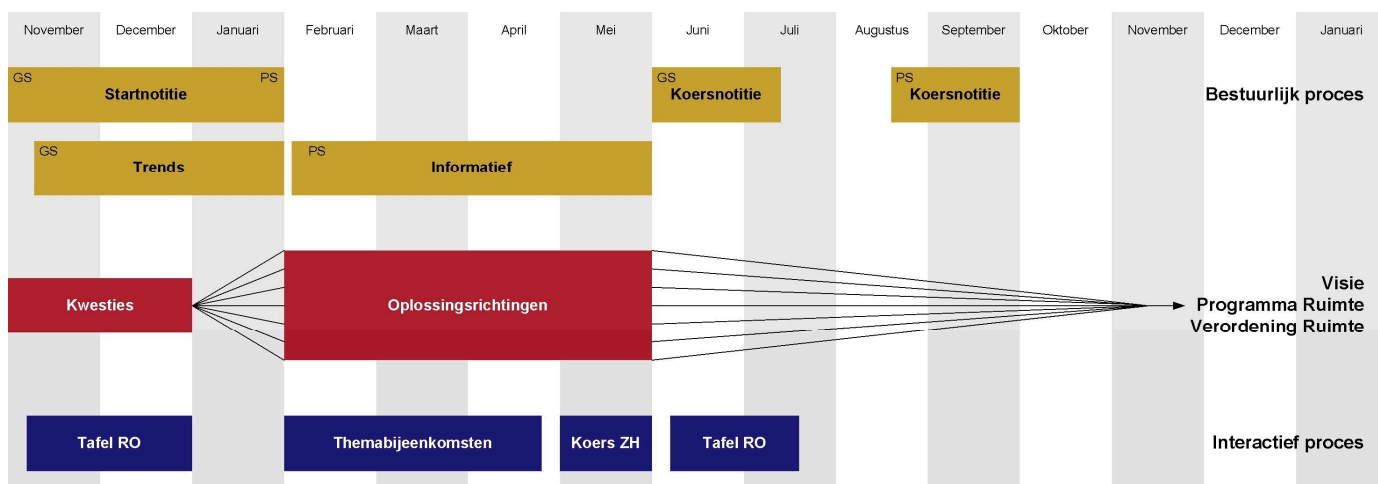 November December Januari Februari Maart April Mei Juni Juli Augustus September Oktober November December Januari
GS PS GS PS
Startnotitie Koersnotitie Koersnotitie Bestuurlijk proces
GS PS
Trends Informatief
Visie
Kwesties Oplossingsrichtingen Programma Ruimte
Verordening Ruimte
Tafel RO Themabijeenkomsten Koers ZH Tafel RO Interactief proces